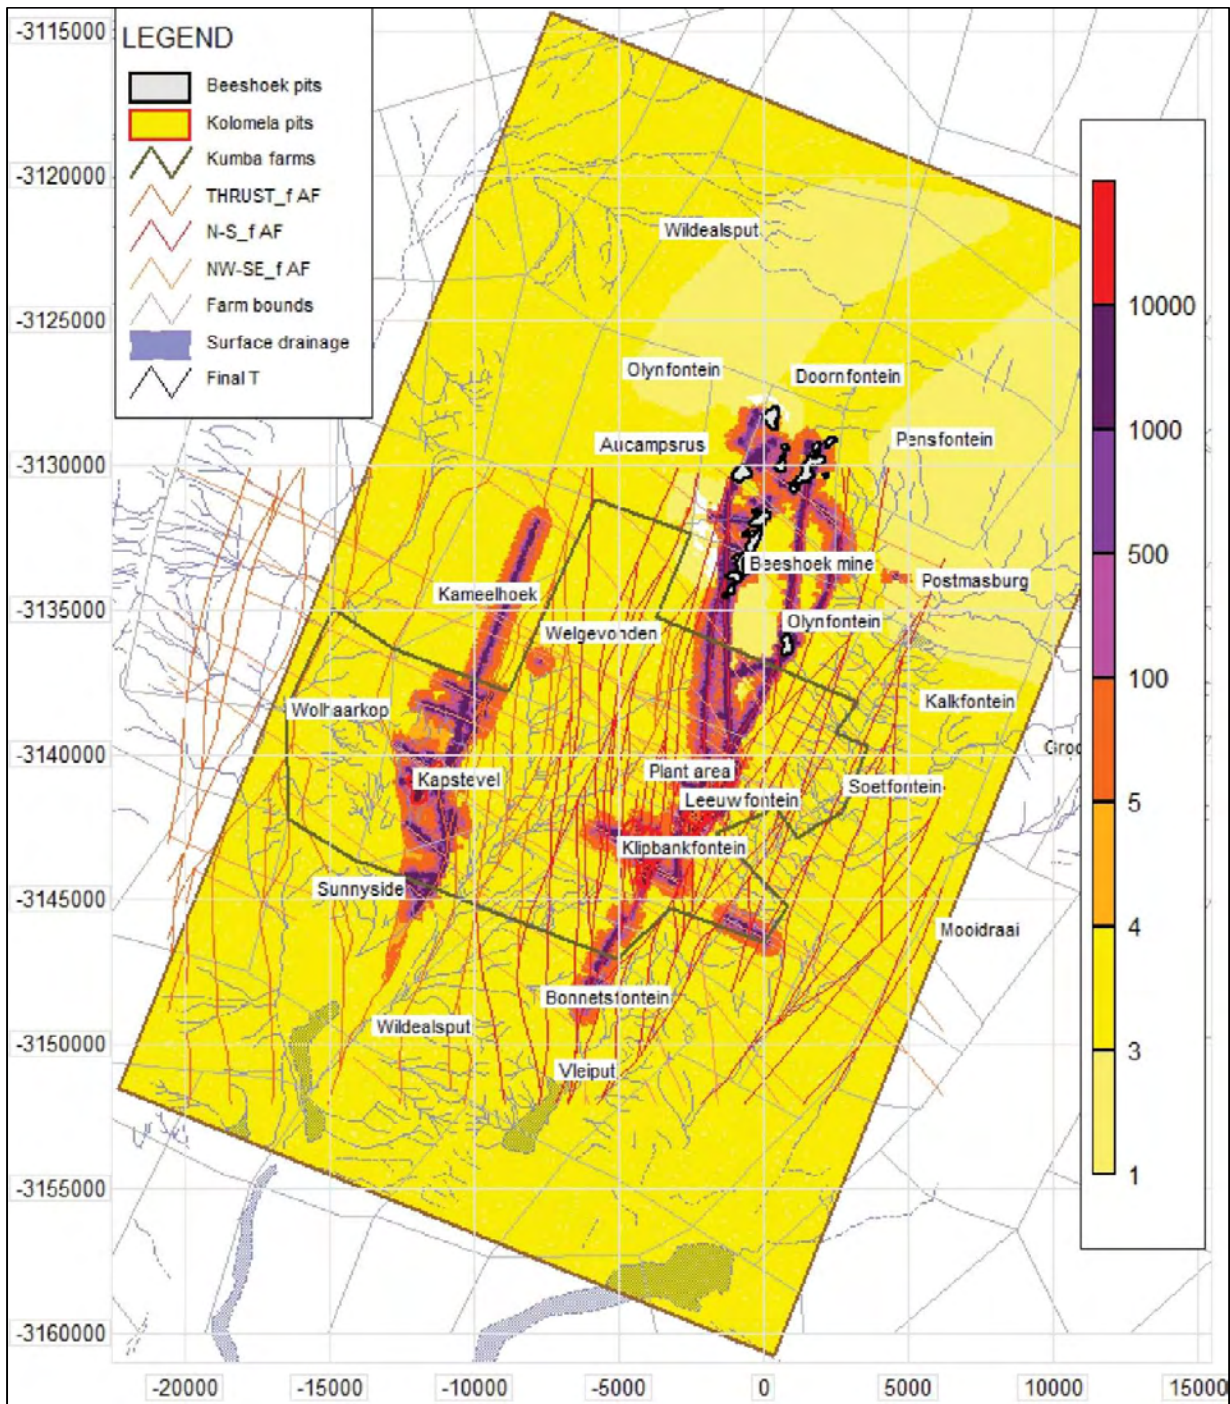 LEGEND
Beeshoek pits
Kolomela pits
Kumba farms
THRUST_f AF
N-S_f AF
NW-SE_f AF
Farm bounds
Surface drainage
Final T
-3115000
-3120000
-3125000
-3130000
-3135000
-3140000
-3145000
-3150000
-3155000
-3160000
-20000
-15000
-10000
-5000
0
5000
10000
15000
10000
1000
500
100
5
4
3
1
Wildealsput
Olynfontein
Doornfontein
Aucampsrus
Pensfontein
Beeshoek mine
Postmasburg
Kameelhoek
Welgevonden
Olynfontein
Wolhaarkop
Kalkfontein
Kapstevel
Plant area
Leeuwfontein
Soetfontein
Klipbankfontein
Sunnyside
Mooidraai
Bonnetsfontein
Wildealsput
Vleiput